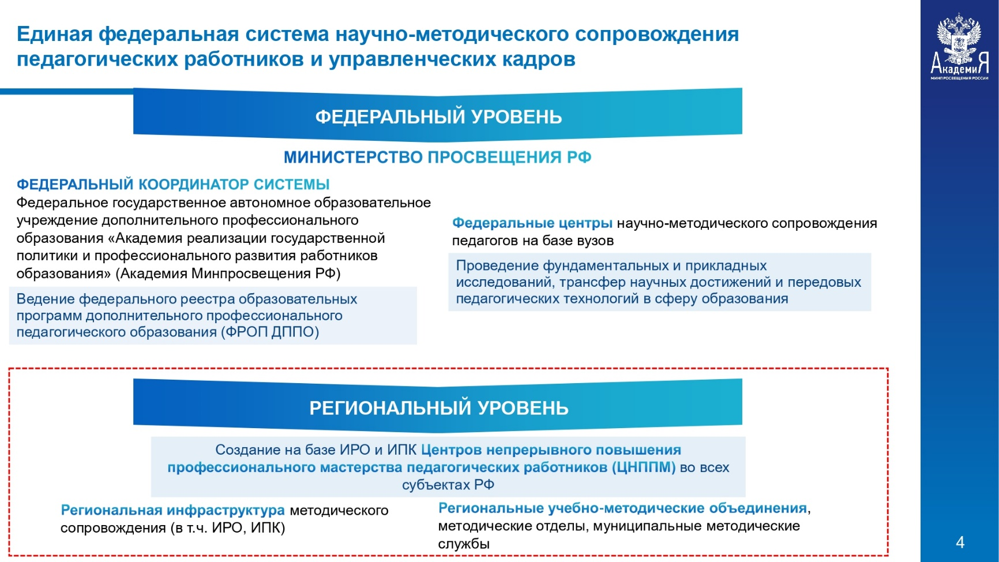 Единая федеральная система научно-методического сопровождения
педагогических работников и управленческих кадров
АкадемиЯ
МИНПРОСВЕЩЕНИЯ РОССИИ
ФЕДЕРАЛЬНЫЙ УРОВЕНЬ
МИНИСТЕРСТВО ПРОСВЕЩЕНИЯ РФ
ФЕДЕРАЛЬНЫЙ КООРДИНАТОР СИСТЕМЫ
Федеральное государственное автономное образовательное
учреждение дополнительного профессионального
образования «Академия реализации государственной
политики и профессионального развития работников
образования» (Академия Минпросвещения РФ)
Ведение федерального реестра образовательных
программ дополнительного профессионального
педагогического образования (ФРОП ДППО)
Федеральные центры научно-методического сопровождения
педагогов на базе вузов
Проведение фундаментальных и прикладных
исследований, трансфер научных достижений и передовых
педагогических технологий в сферу образования
РЕГИОНАЛЬНЫЙ УРОВЕНЬ
Создание на базе ИРО и ИПК Центров непрерывного повышения
профессионального мастерства педагогических работников (ЦНППМ) во всех
субъектах РФ
Региональная инфраструктура методического
сопровождения (в т.ч. ИРО, ИПК)
Региональные учебно-методические объединения,
методические отделы, муниципальные методические
службы
4